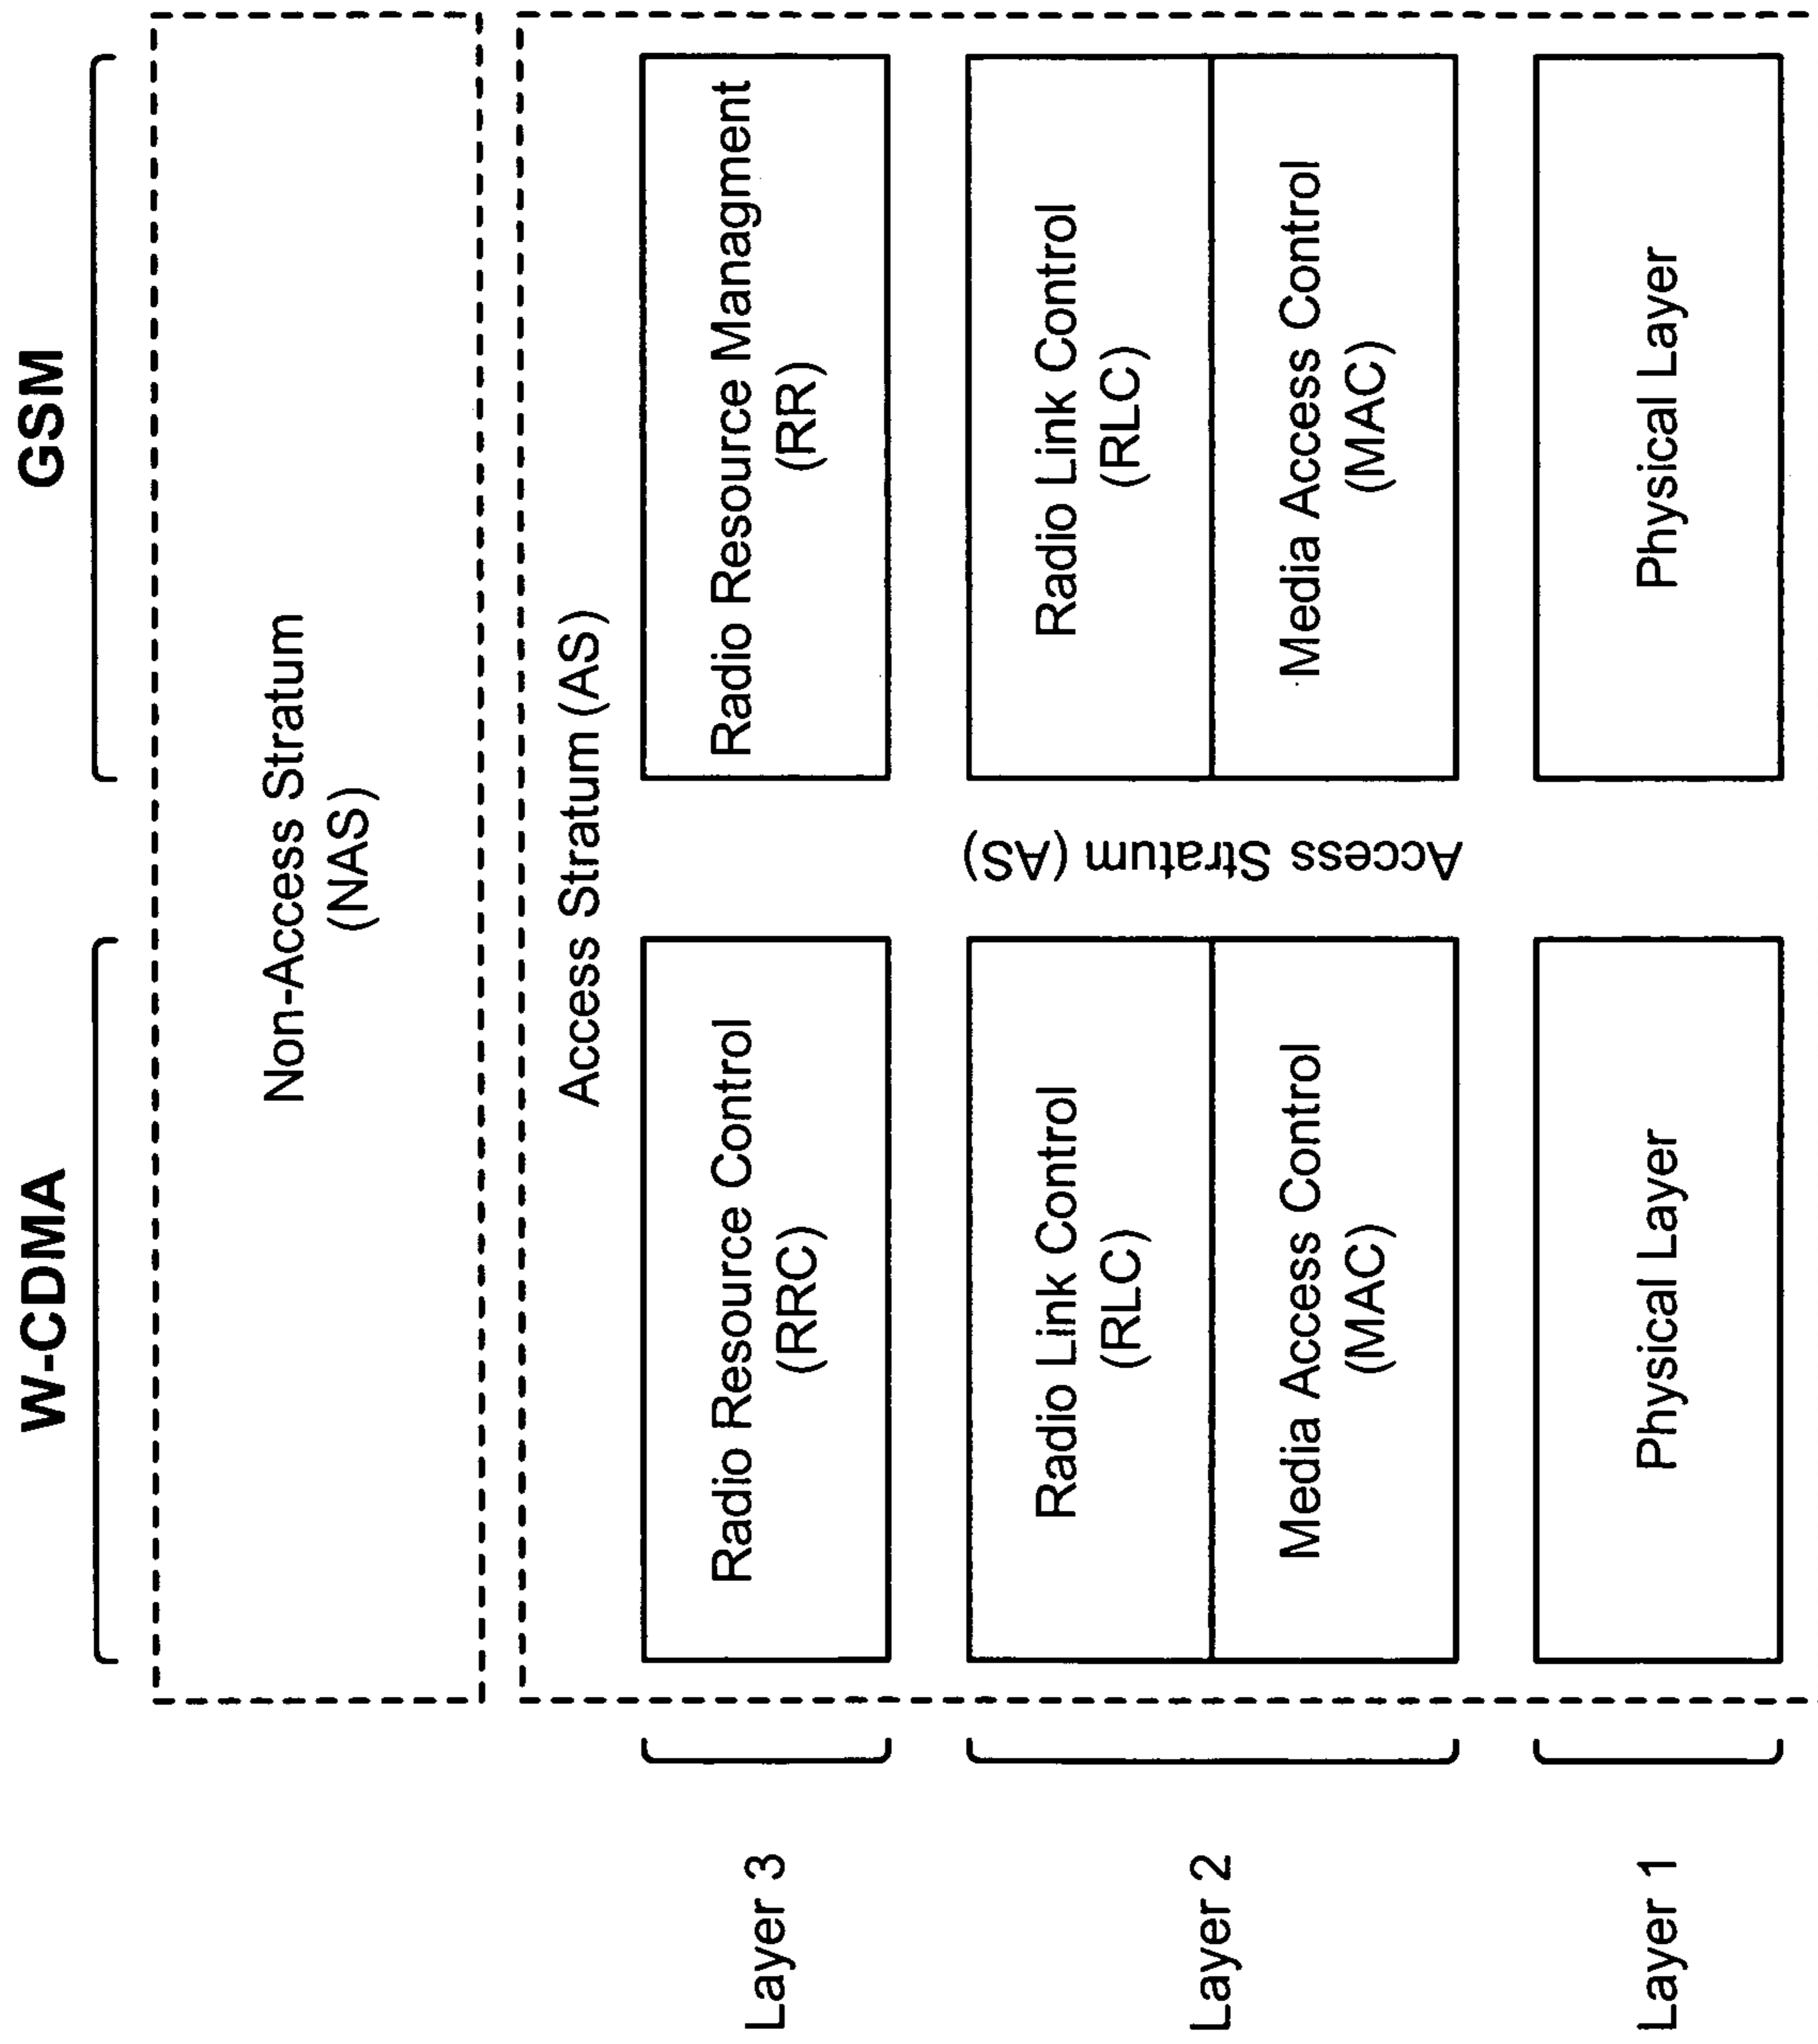 W-CDMA
GSM
Non-Access Stratum
(NAS)
Access Stratum (AS)
Layer 3
Radio Resource Control
(RRC)
Radio Resource Managment
(RR)
Layer 2
Radio Link Control
(RLC)
Media Access Control
(MAC)
Access Stratum (AS)
Radio Link Control
(RLC)
Media Access Control
(MAC)
Layer 1
Physical Layer
Physical Layer